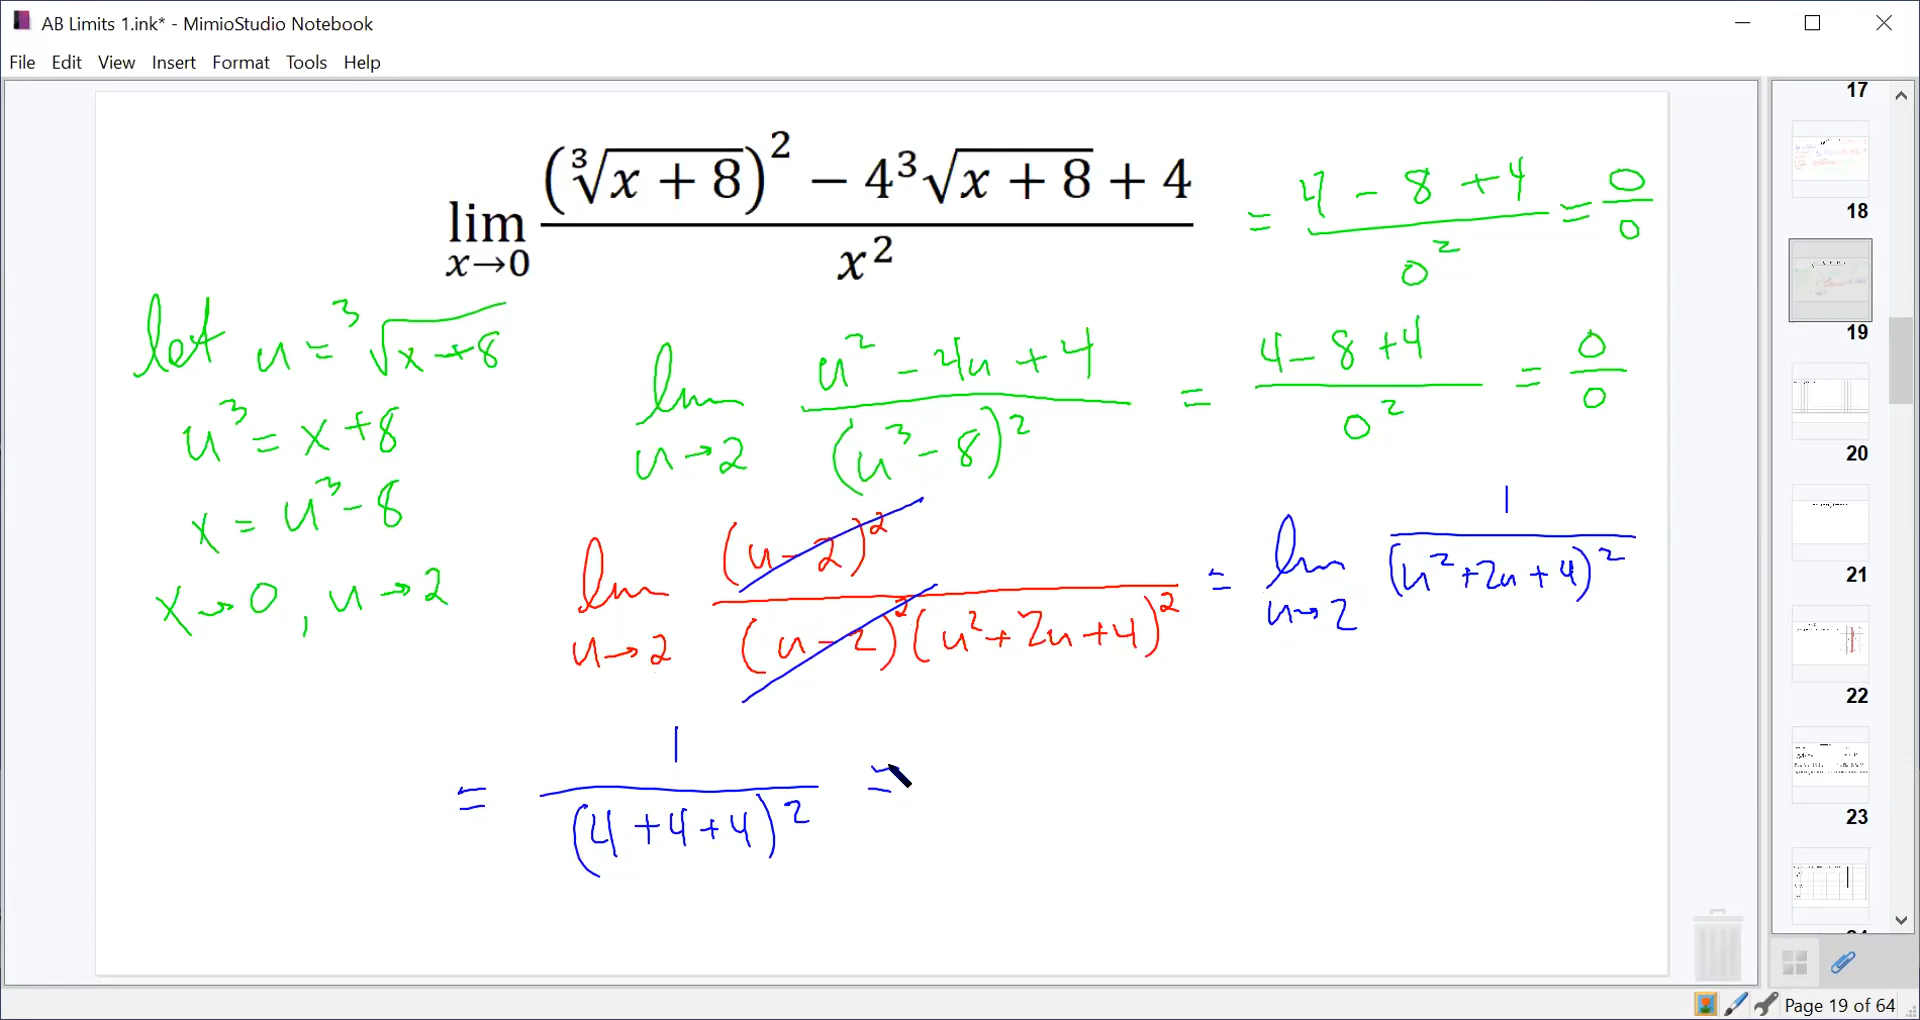 AB Limits 1.ink* - MimioStudio Notebook
File Edit View Insert Format Tools Help
lim x→0 ((∛(x + 8))² − 4³√(x + 8) + 4) / x² = (4 - 8 + 4) / 0² = 0/0
let u = ³√(x + 8)
u³ = x + 8
x = u³ - 8
x → 0, u → 2
lim u→2 (u² - 4u + 4) / (u³ - 8)² = (4 - 8 + 4) / 0² = 0/0
lim u→2 (u - 2)² / ((u - 2)² (u² + 2u + 4)²) = lim u→2 1 / (u² + 2u + 4)²
= 1 / (4 + 4 + 4)² =
17
18
19
20
21
22
23
Page 19 of 64